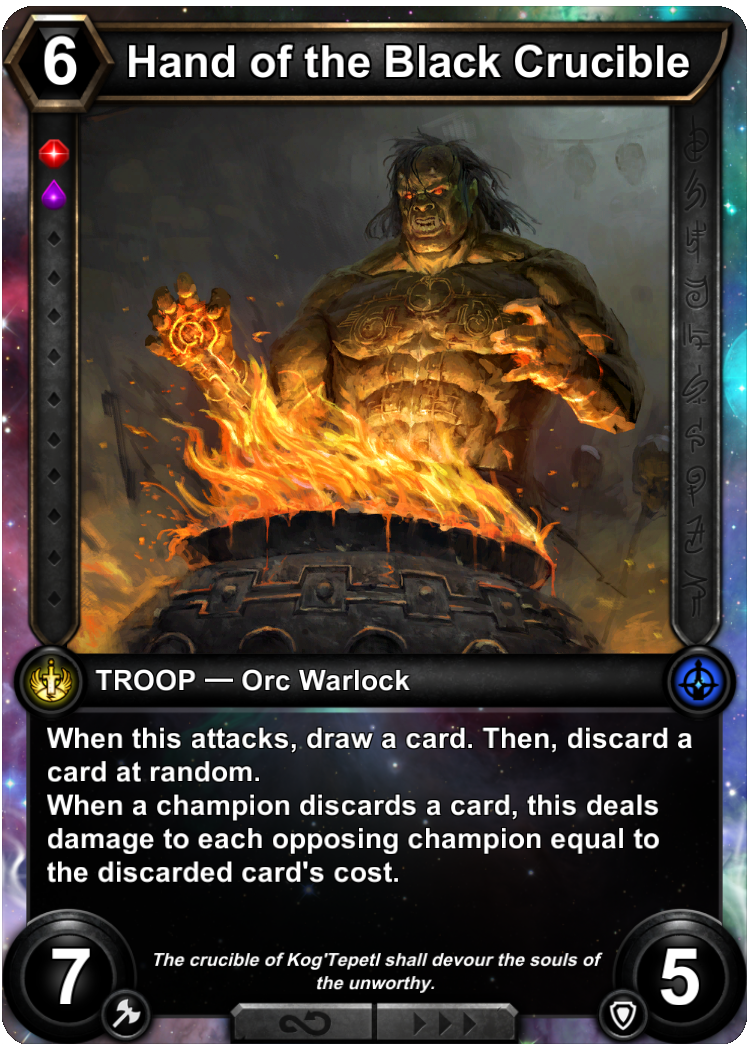 6
Hand of the Black Crucible
TROOP — Orc Warlock
When this attacks, draw a card. Then, discard a
card at random.
When a champion discards a card, this deals
damage to each opposing champion equal to
the discarded card's cost.
The crucible of Kog'Tepetl shall devour the souls of
the unworthy.
7
5